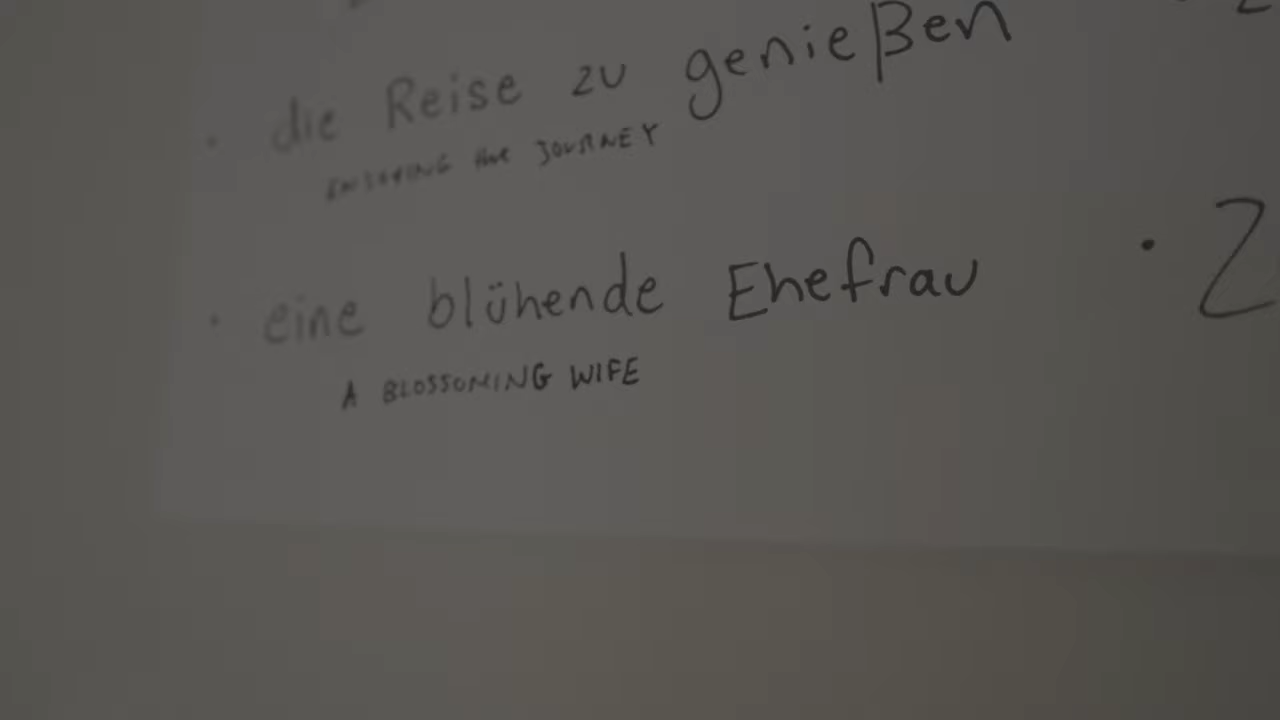 • die Reise zu genießen
ENJOYING the JOURNEY
• eine blühende Ehefrau
A BLOSSOMING WIFE